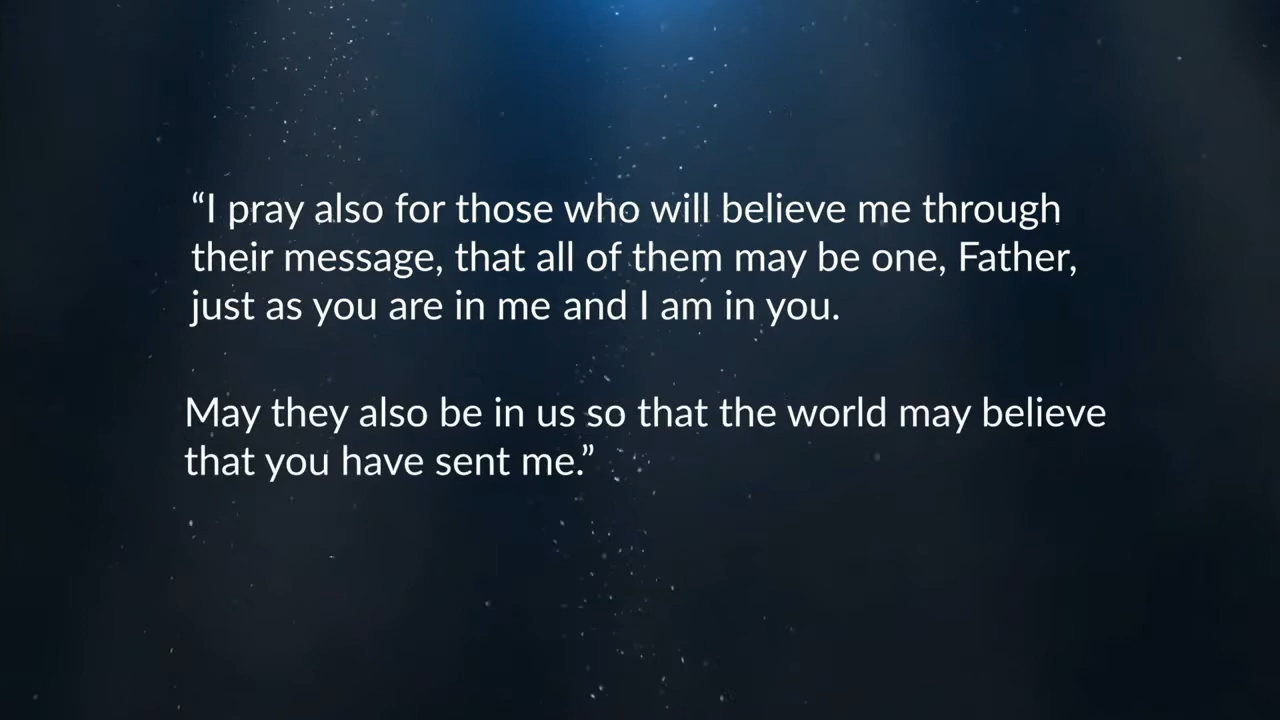 “I pray also for those who will believe me through
their message, that all of them may be one, Father,
just as you are in me and I am in you.
May they also be in us so that the world may believe
that you have sent me.”